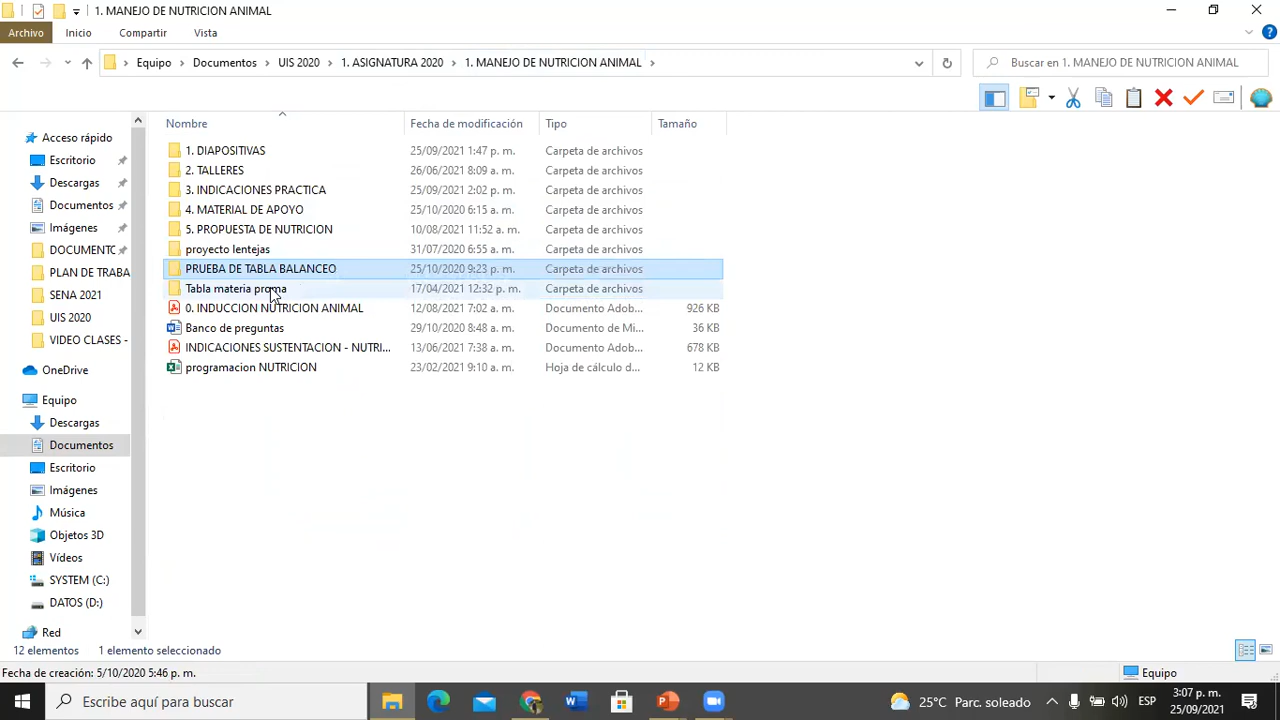 1. MANEJO DE NUTRICION ANIMAL
Archivo Inicio Compartir Vista
Equipo Documentos UIS 2020 1. ASIGNATURA 2020 1. MANEJO DE NUTRICION ANIMAL
Buscar en 1. MANEJO DE NUTRICION ANIMAL
Nombre Fecha de modificación Tipo Tamaño
Acceso rápido
Escritorio
Descargas
Documentos
Imágenes
DOCUMENTC
PLAN DE TRABA
SENA 2021
UIS 2020
VIDEO CLASES -
OneDrive
Equipo
Descargas
Documentos
Escritorio
Imágenes
Música
Objetos 3D
Vídeos
SYSTEM (C:)
DATOS (D:)
Red
1. DIAPOSITIVAS 25/09/2021 1:47 p. m. Carpeta de archivos
2. TALLERES 26/06/2021 8:09 a. m. Carpeta de archivos
3. INDICACIONES PRACTICA 25/09/2021 2:02 p. m. Carpeta de archivos
4. MATERIAL DE APOYO 25/10/2020 6:15 a. m. Carpeta de archivos
5. PROPUESTA DE NUTRICION 10/08/2021 11:52 a. m. Carpeta de archivos
proyecto lentejas 31/07/2020 6:55 a. m. Carpeta de archivos
PRUEBA DE TABLA BALANCEO 25/10/2020 9:23 p. m. Carpeta de archivos
Tabla materia proma 17/04/2021 12:32 p. m. Carpeta de archivos
0. INDUCCION NUTRICION ANIMAL 12/08/2021 7:02 a. m. Documento Adob... 926 KB
Banco de preguntas 29/10/2020 8:48 a. m. Documento de Mi... 36 KB
INDICACIONES SUSTENTACION - NUTRI... 13/06/2021 7:38 a. m. Documento Adob... 678 KB
programacion NUTRICION 23/02/2021 9:10 a. m. Hoja de cálculo d... 12 KB
12 elementos 1 elemento seleccionado
Fecha de creación: 5/10/2020 5:46 p. m. Equipo
Escribe aquí para buscar
25°C Parc. soleado ESP
3:07 p. m.
25/09/2021